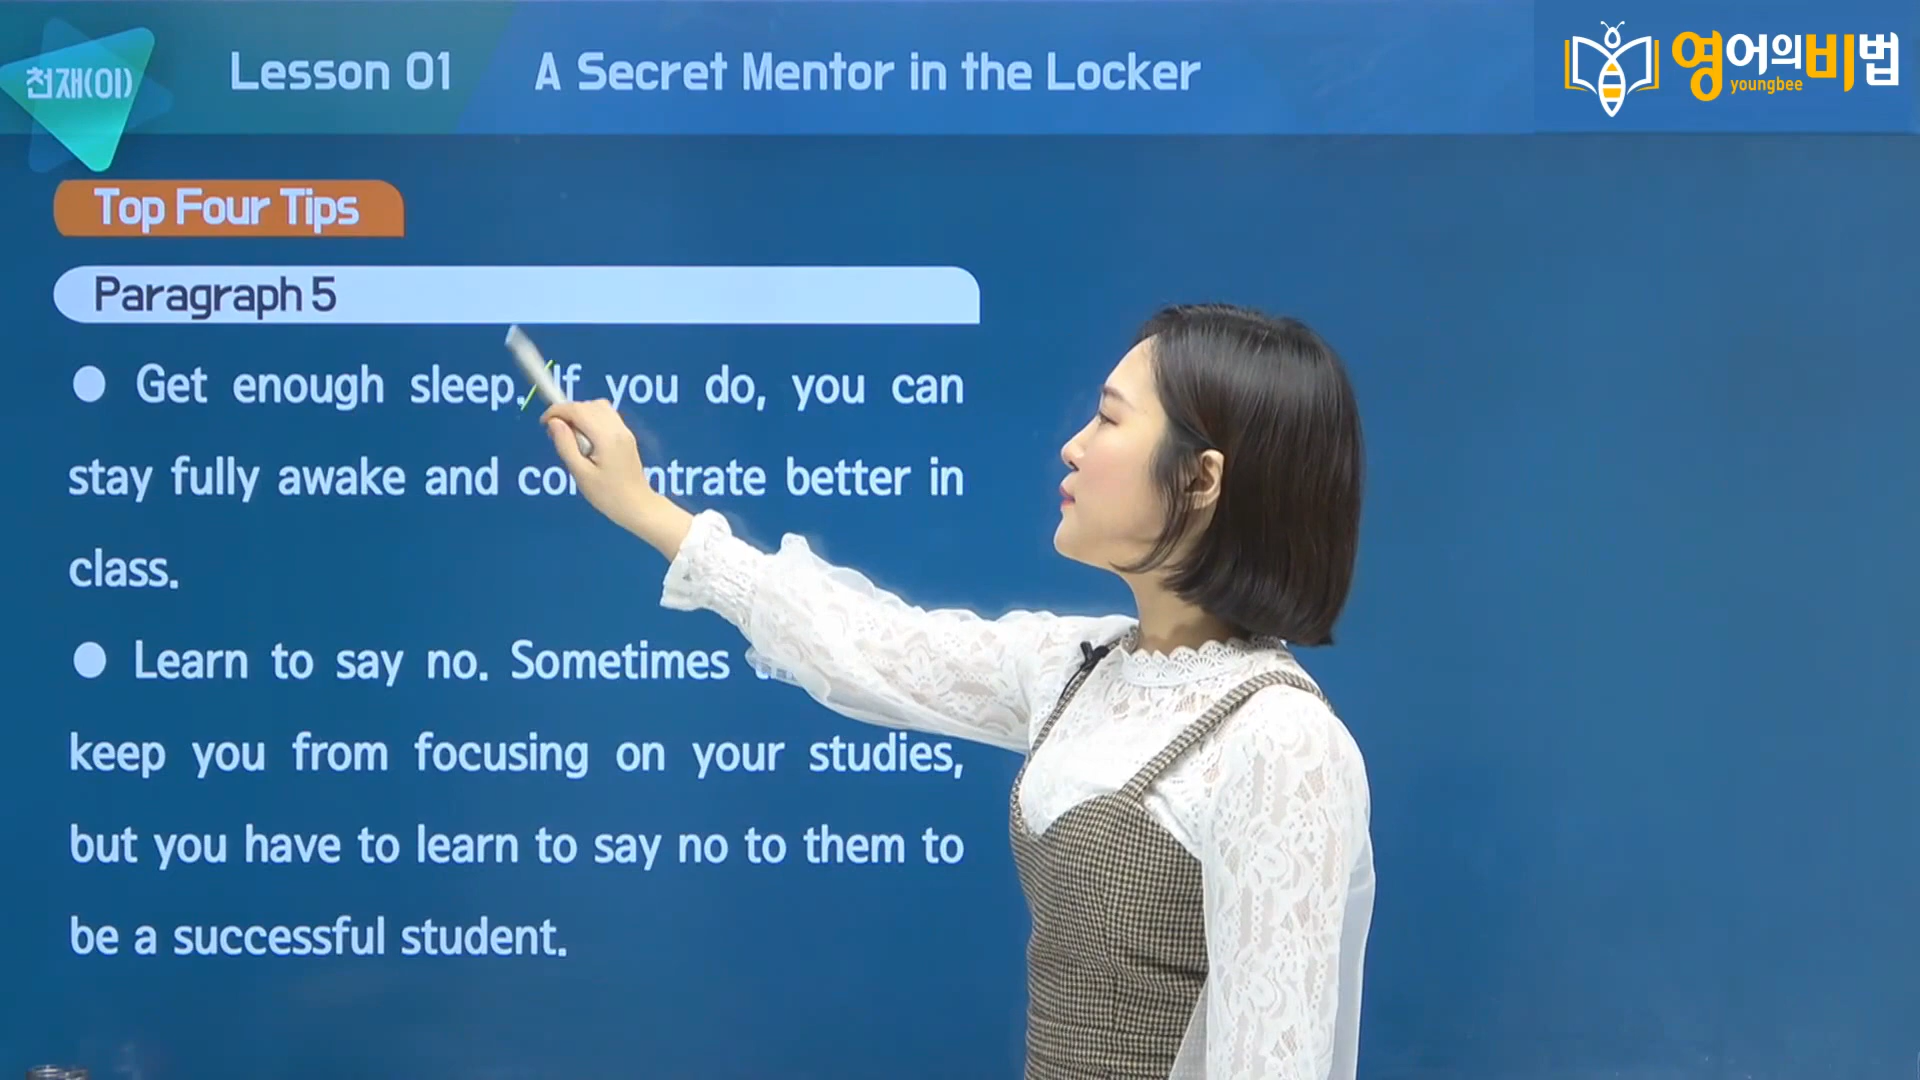 천재(이)
Lesson 01
A Secret Mentor in the Locker
영어의비법
youngbee
Top Four Tips
Paragraph 5
● Get enough sleep. If you do, you can
stay fully awake and better in
class.
● Learn to say no. Sometimes
keep you from focusing on your studies,
but you have to learn to say no to them to
be a successful student.